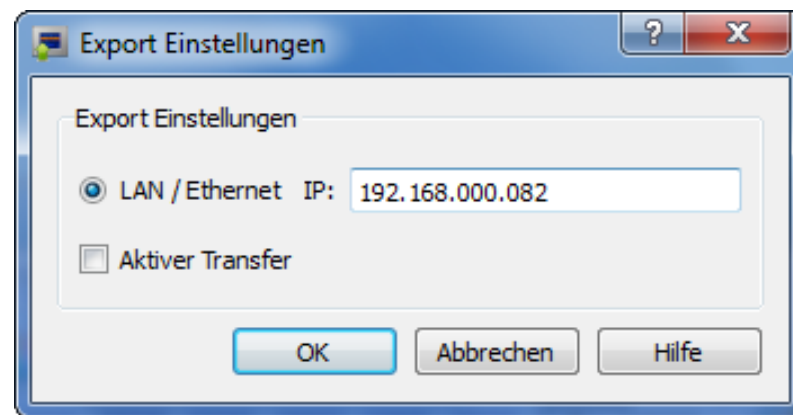 Export Einstellungen
Export Einstellungen
LAN / Ethernet IP: 192.168.000.082
Aktiver Transfer
OK Abbrechen Hilfe